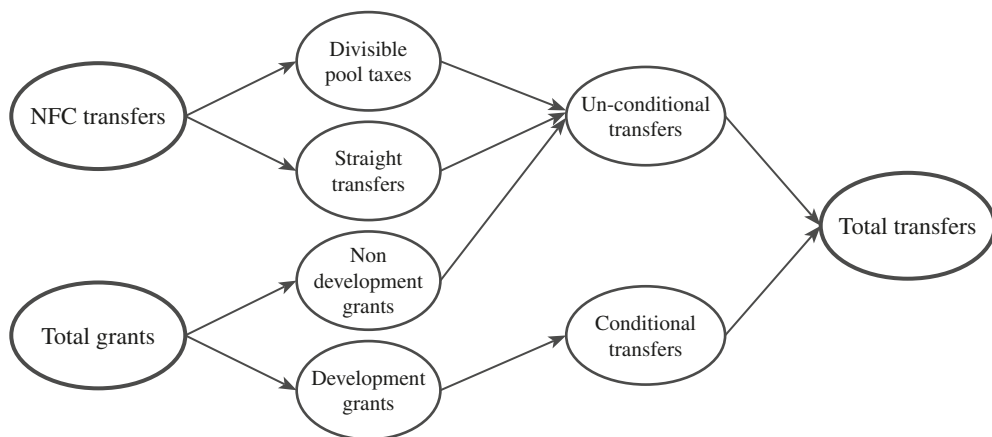 NFC transfers
Divisible
pool taxes
Straight
transfers
Un-conditional
transfers
Total transfers
Total grants
Non
development
grants
Development
grants
Conditional
transfers